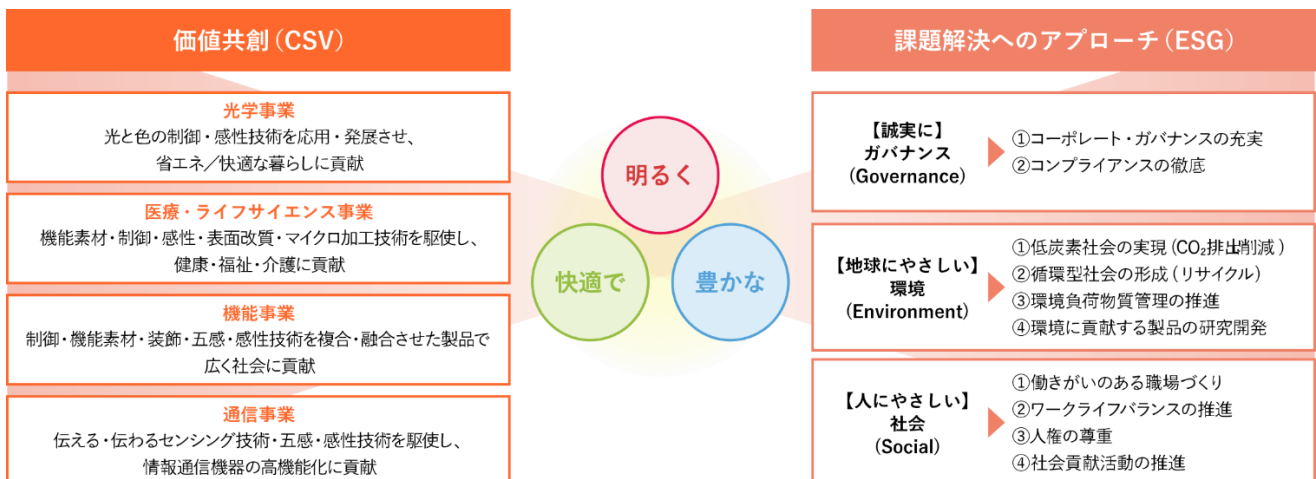 価値共創(CSV)
光学事業
光と色の制御・感性技術を応用・発展させ、
省エネ/快適な暮らしに貢献
医療・ライフサイエンス事業
機能素材・制御・感性・表面改質・マイクロ加工技術を駆使し、
健康・福祉・介護に貢献
機能事業
制御・機能素材・装飾・五感・感性技術を複合・融合させた製品で
広く社会に貢献
通信事業
伝える・伝わるセンシング技術・五感・感性技術を駆使し、
情報通信機器の高機能化に貢献
明るく
快適で
豊かな
課題解決へのアプローチ(ESG)
【誠実に】
ガバナンス
(Governance)
①コーポレート・ガバナンスの充実
②コンプライアンスの徹底
【地球にやさしい】
環境
(Environment)
①低炭素社会の実現(CO₂排出削減)
②循環型社会の形成(リサイクル)
③環境負荷物質管理の推進
④環境に貢献する製品の研究開発
【人にやさしい】
社会
(Social)
①働きがいのある職場づくり
②ワークライフバランスの推進
③人権の尊重
④社会貢献活動の推進